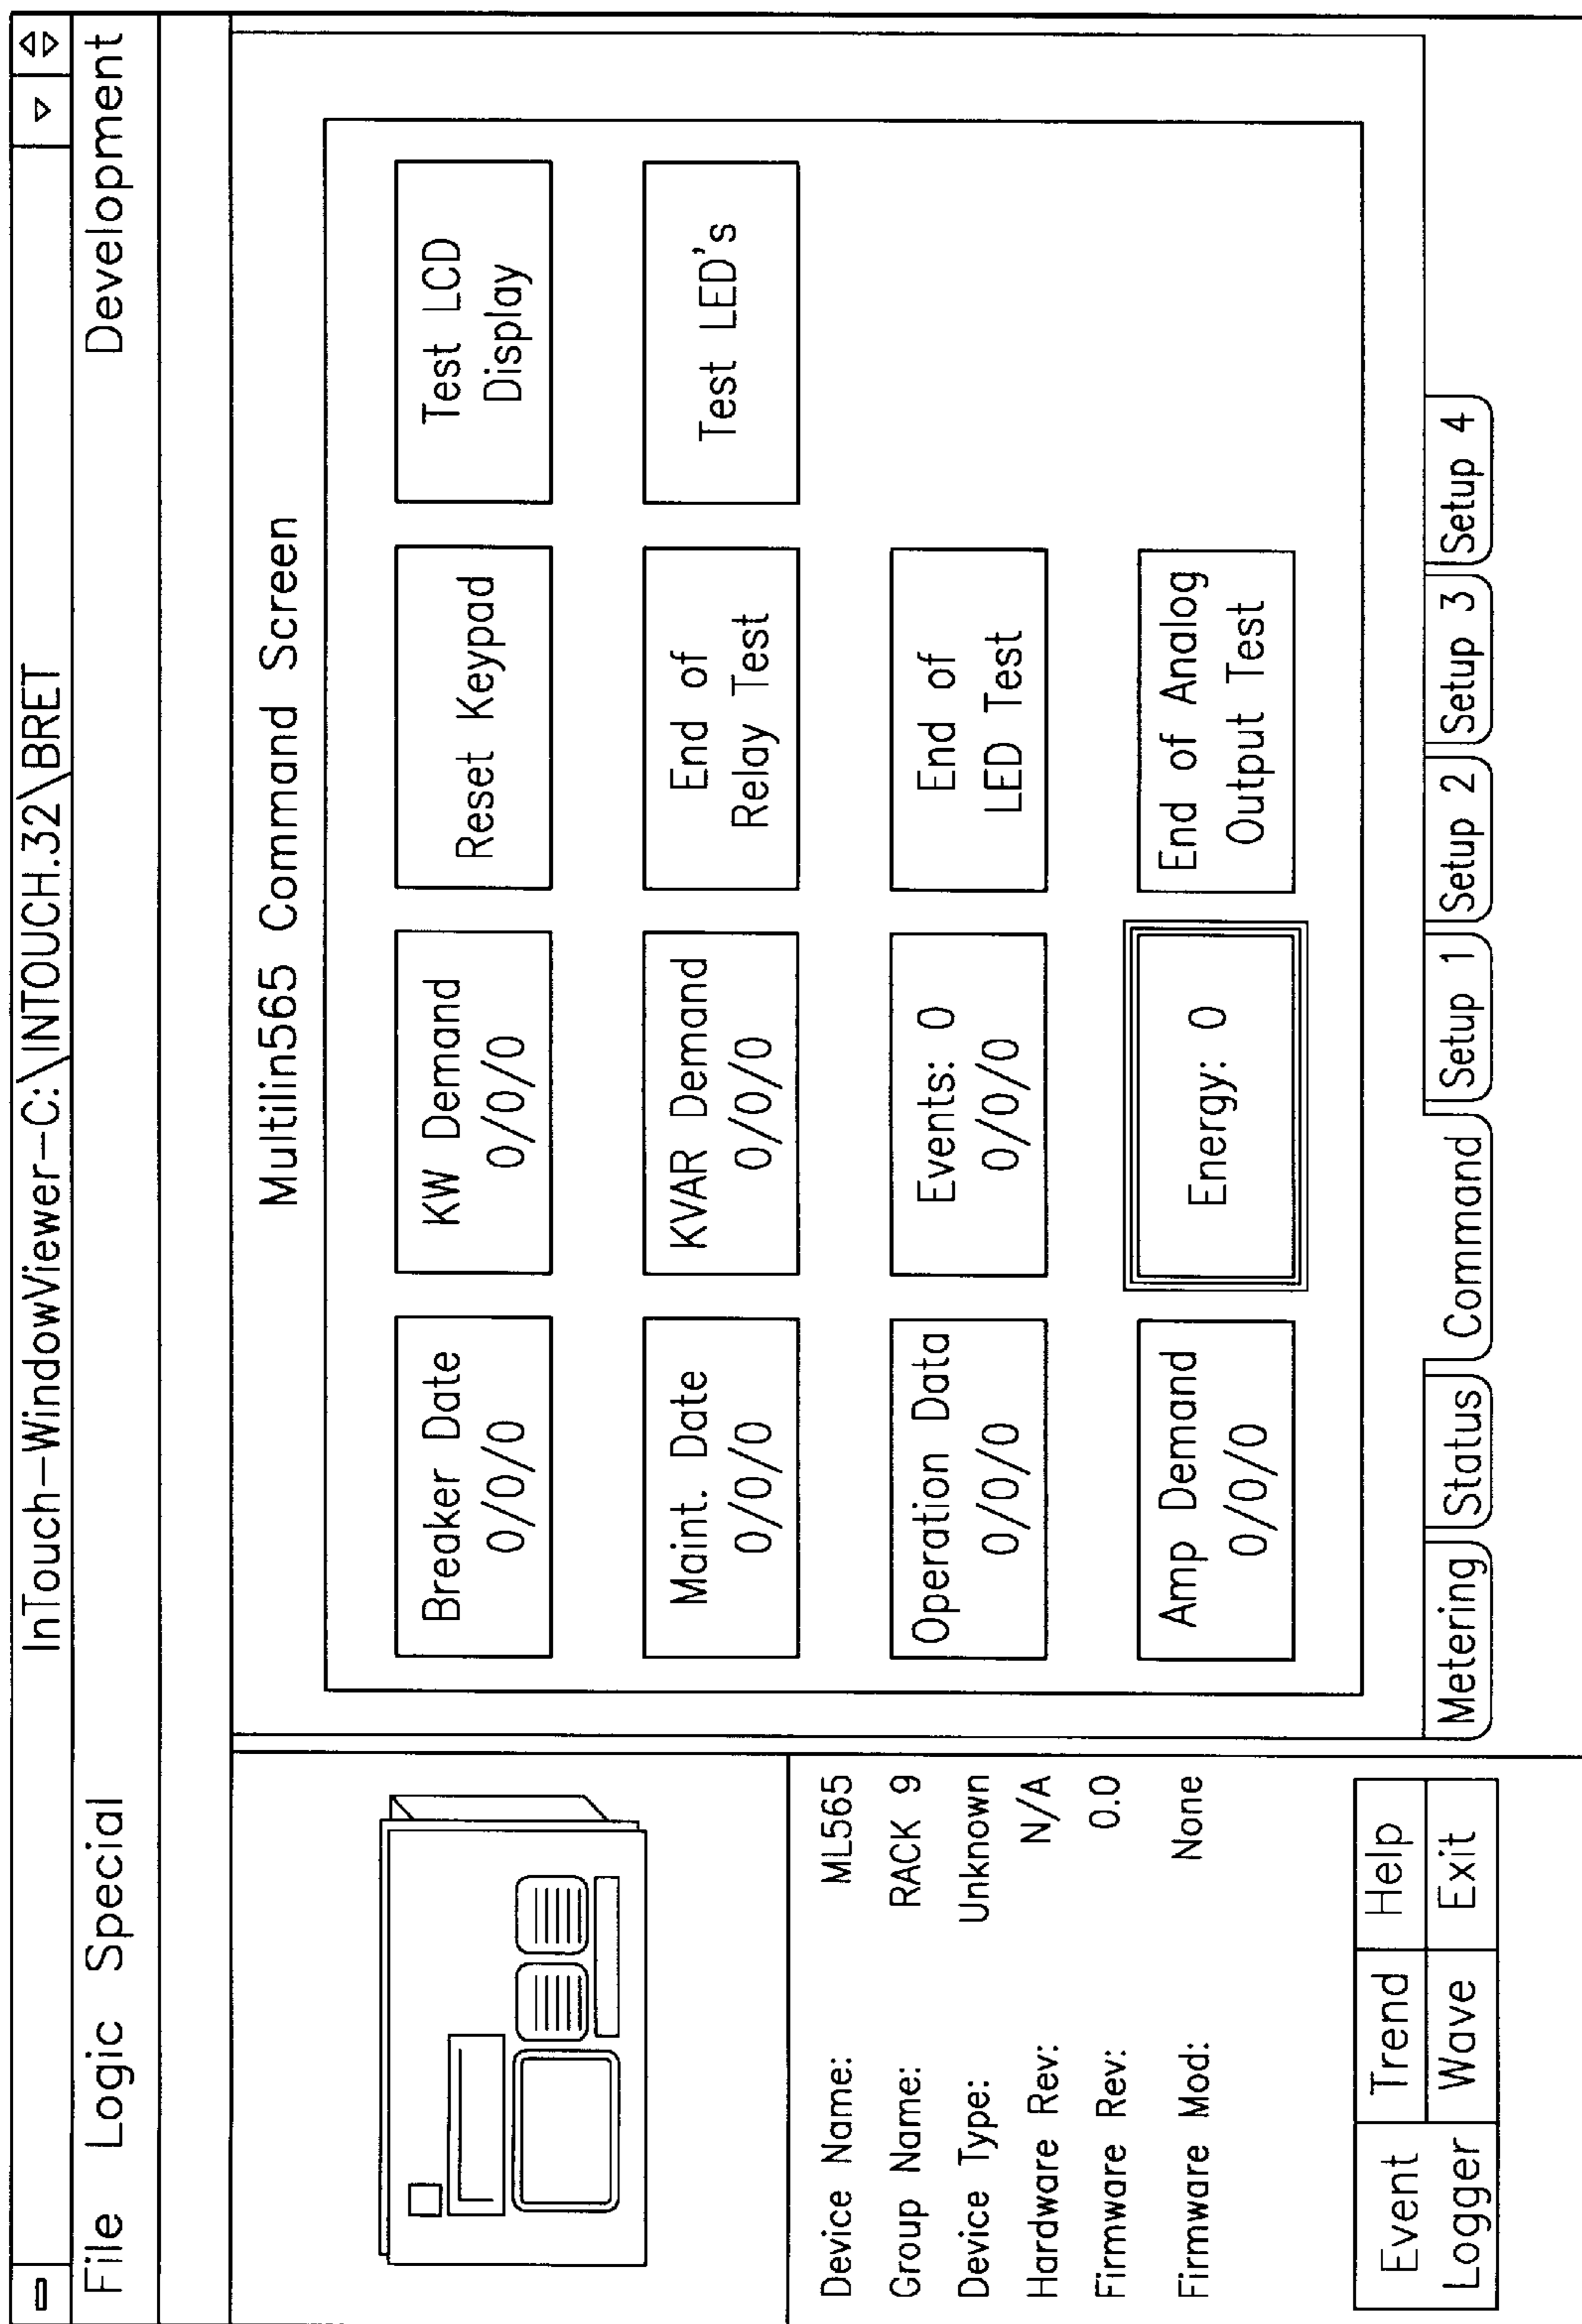 InTouch-WindowViewer-C:\INTOUCH.32\BRET
File Logic Special Development
Multilin565 Command Screen
Breaker Date
0/0/0
KW Demand
0/0/0
Reset Keypad
Test LCD
Display
Maint. Date
0/0/0
KVAR Demand
0/0/0
End of
Relay Test
Test LED's
Operation Data
0/0/0
Events: 0
0/0/0
End of
LED Test
Amp Demand
0/0/0
Energy: 0
End of Analog
Output Test
Metering Status Command Setup 1 Setup 2 Setup 3 Setup 4
Device Name: ML565
Group Name: RACK 9
Device Type: Unknown
Hardware Rev: N/A
Firmware Rev: 0.0
Firmware Mod: None
Event
Logger
Trend
Help
Wave
Exit